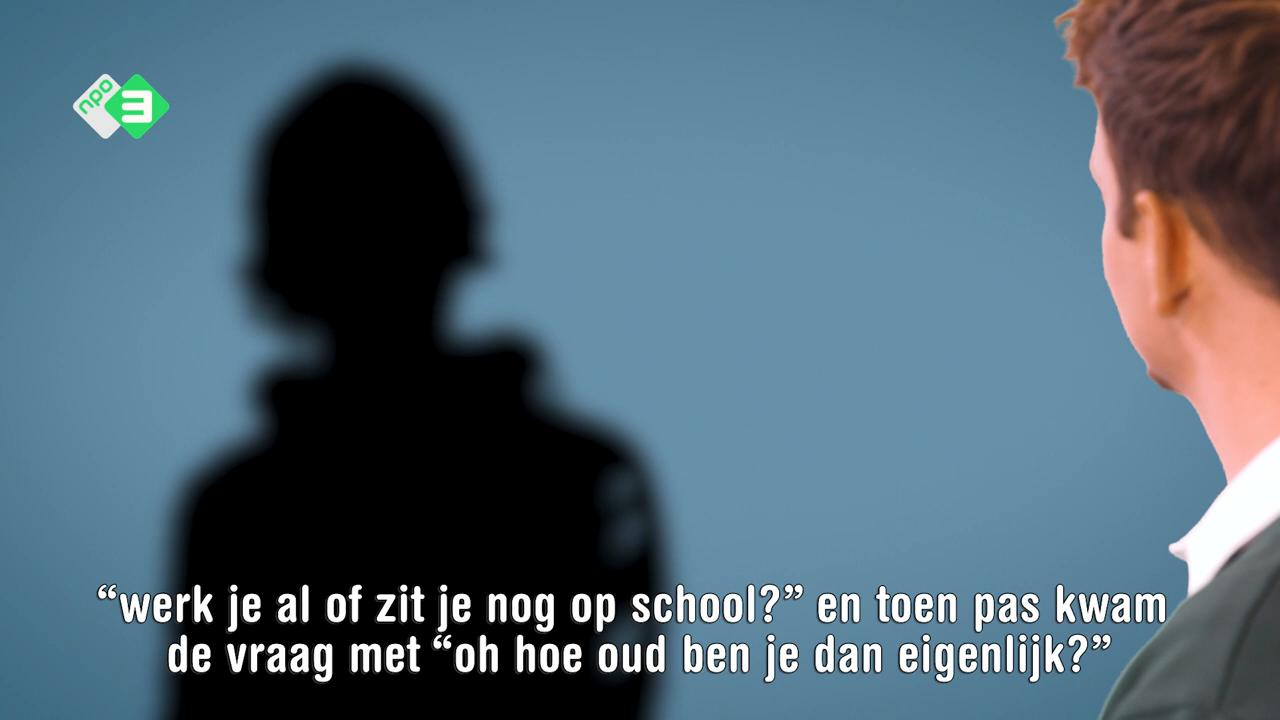 npo 3
“werk je al of zit je nog op school?” en toen pas kwam
de vraag met “oh hoe oud ben je dan eigenlijk?”